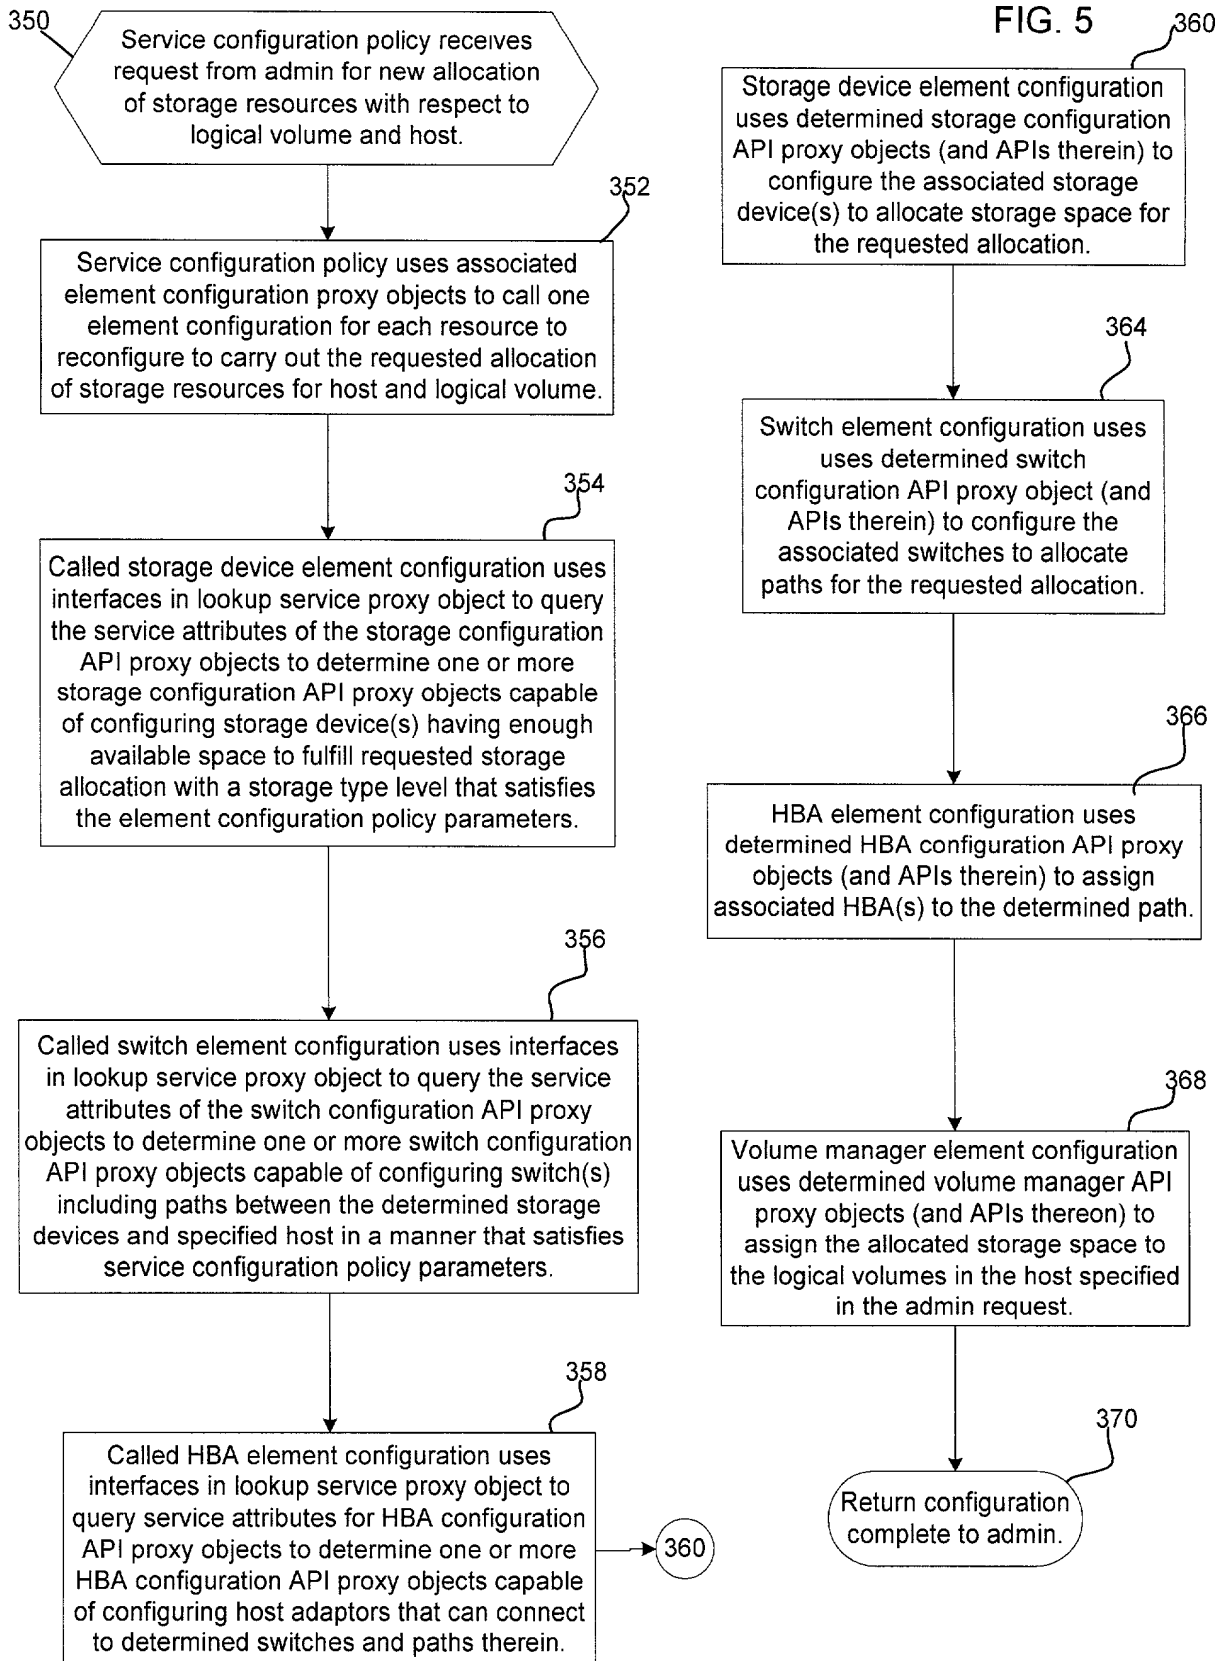 FIG. 5
350
Service configuration policy receives
request from admin for new allocation
of storage resources with respect to
logical volume and host.
352
Service configuration policy uses associated
element configuration proxy objects to call one
element configuration for each resource to
reconfigure to carry out the requested allocation
of storage resources for host and logical volume.
354
Called storage device element configuration uses
interfaces in lookup service proxy object to query
the service attributes of the storage configuration
API proxy objects to determine one or more
storage configuration API proxy objects capable
of configuring storage device(s) having enough
available space to fulfill requested storage
allocation with a storage type level that satisfies
the element configuration policy parameters.
356
Called switch element configuration uses interfaces
in lookup service proxy object to query the service
attributes of the switch configuration API proxy
objects to determine one or more switch configuration
API proxy objects capable of configuring switch(s)
including paths between the determined storage
devices and specified host in a manner that satisfies
service configuration policy parameters.
358
Called HBA element configuration uses
interfaces in lookup service proxy object to
query service attributes for HBA configuration
API proxy objects to determine one or more
HBA configuration API proxy objects capable
of configuring host adaptors that can connect
to determined switches and paths therein.
360
360
Storage device element configuration
uses determined storage configuration
API proxy objects (and APIs therein) to
configure the associated storage
device(s) to allocate storage space for
the requested allocation.
364
Switch element configuration uses
uses determined switch
configuration API proxy object (and
APIs therein) to configure the
associated switches to allocate
paths for the requested allocation.
366
HBA element configuration uses
determined HBA configuration API proxy
objects (and APIs therein) to assign
associated HBA(s) to the determined path.
368
Volume manager element configuration
uses determined volume manager API
proxy objects (and APIs thereon) to
assign the allocated storage space to
the logical volumes in the host specified
in the admin request.
370
Return configuration
complete to admin.